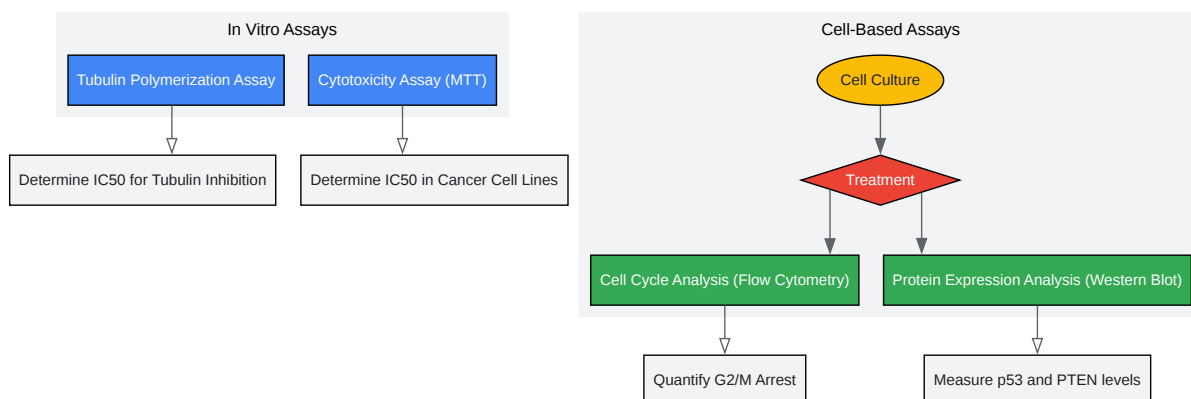 In Vitro Assays
Tubulin Polymerization Assay
Cytotoxicity Assay (MTT)
Determine IC50 for Tubulin Inhibition
Determine IC50 in Cancer Cell Lines
Cell-Based Assays
Cell Culture
Treatment
Cell Cycle Analysis (Flow Cytometry)
Protein Expression Analysis (Western Blot)
Quantify G2/M Arrest
Measure p53 and PTEN levels